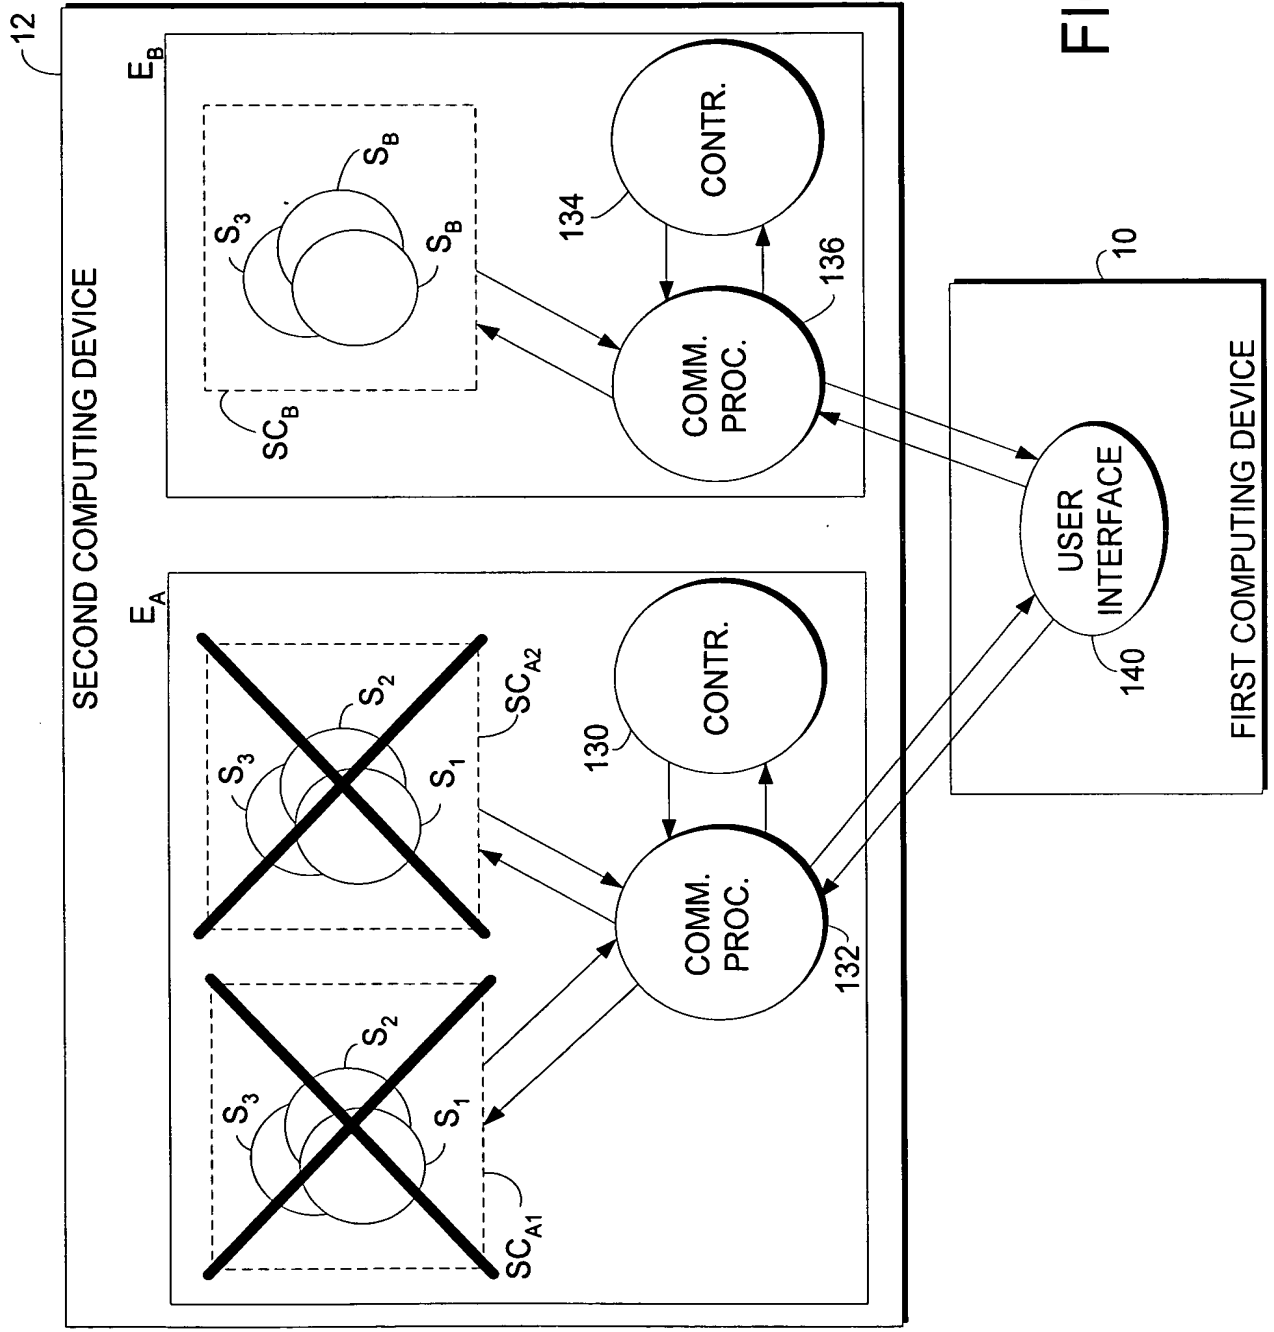 12
SECOND COMPUTING DEVICE
E_A
S_3
S_2
S_1
SC_A1
S_3
S_2
S_1
SC_A2
COMM.
PROC.
132
CONTR.
130
E_B
S_3
S_B
S_B
SC_B
COMM.
PROC.
136
CONTR.
134
USER
INTERFACE
140
10
FIRST COMPUTING DEVICE
FI